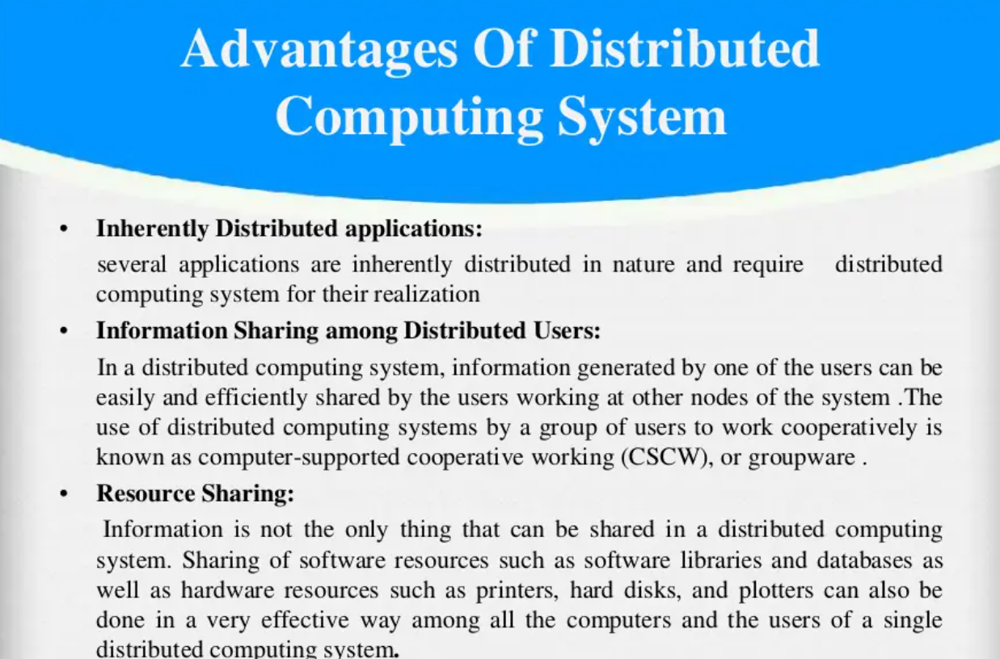 Advantages Of Distributed
Computing System
• Inherently Distributed applications:
several applications are inherently distributed in nature and require distributed
computing system for their realization
• Information Sharing among Distributed Users:
In a distributed computing system, information generated by one of the users can be
easily and efficiently shared by the users working at other nodes of the system .The
use of distributed computing systems by a group of users to work cooperatively is
known as computer-supported cooperative working (CSCW), or groupware .
• Resource Sharing:
Information is not the only thing that can be shared in a distributed computing
system. Sharing of software resources such as software libraries and databases as
well as hardware resources such as printers, hard disks, and plotters can also be
done in a very effective way among all the computers and the users of a single
distributed computing system.